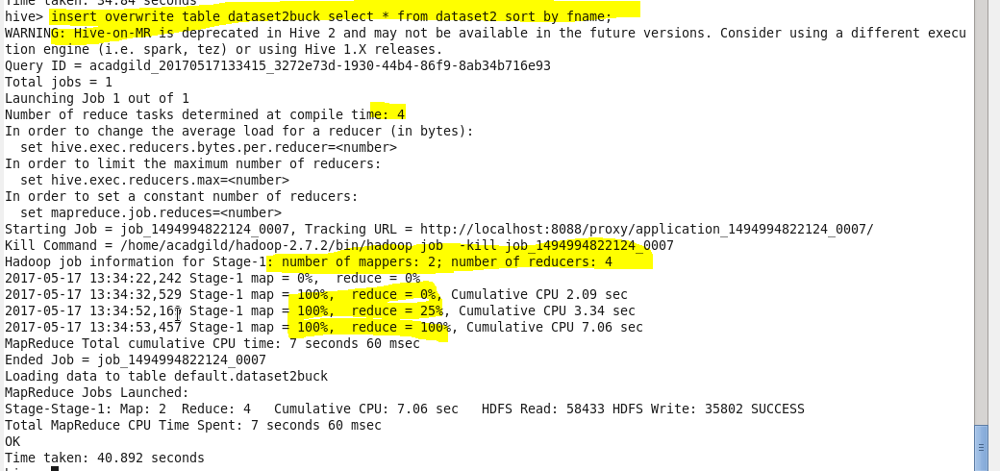 Time taken: 34.84 seconds
hive> insert overwrite table dataset2buck select * from dataset2 sort by fname;
WARNING: Hive-on-MR is deprecated in Hive 2 and may not be available in the future versions. Consider using a different execu
tion engine (i.e. spark, tez) or using Hive 1.X releases.
Query ID = acadgild_20170517133415_3272e73d-1930-44b4-86f9-8ab34b716e93
Total jobs = 1
Launching Job 1 out of 1
Number of reduce tasks determined at compile time: 4
In order to change the average load for a reducer (in bytes):
  set hive.exec.reducers.bytes.per.reducer=<number>
In order to limit the maximum number of reducers:
  set hive.exec.reducers.max=<number>
In order to set a constant number of reducers:
  set mapreduce.job.reduces=<number>
Starting Job = job_1494994822124_0007, Tracking URL = http://localhost:8088/proxy/application_1494994822124_0007/
Kill Command = /home/acadgild/hadoop-2.7.2/bin/hadoop job  -kill job_1494994822124_0007
Hadoop job information for Stage-1: number of mappers: 2; number of reducers: 4
2017-05-17 13:34:22,242 Stage-1 map = 0%,  reduce = 0%
2017-05-17 13:34:32,529 Stage-1 map = 100%,  reduce = 0%, Cumulative CPU 2.09 sec
2017-05-17 Stage-1 map = 100%,  reduce = 25%, Cumulative CPU 3.34 sec
2017-05-17 13:34:53,457 Stage-1 map = 100%,  reduce = 100%, Cumulative CPU 7.06 sec
MapReduce Total cumulative CPU time: 7 seconds 60 msec
Ended Job = job_1494994822124_0007
Loading data to table default.dataset2buck
MapReduce Jobs Launched:
Stage-Stage-1: Map: 2  Reduce: 4   Cumulative CPU: 7.06 sec   HDFS Read: 58433 HDFS Write: 35802 SUCCESS
Total MapReduce CPU Time Spent: 7 seconds 60 msec
OK
Time taken: 40.892 seconds